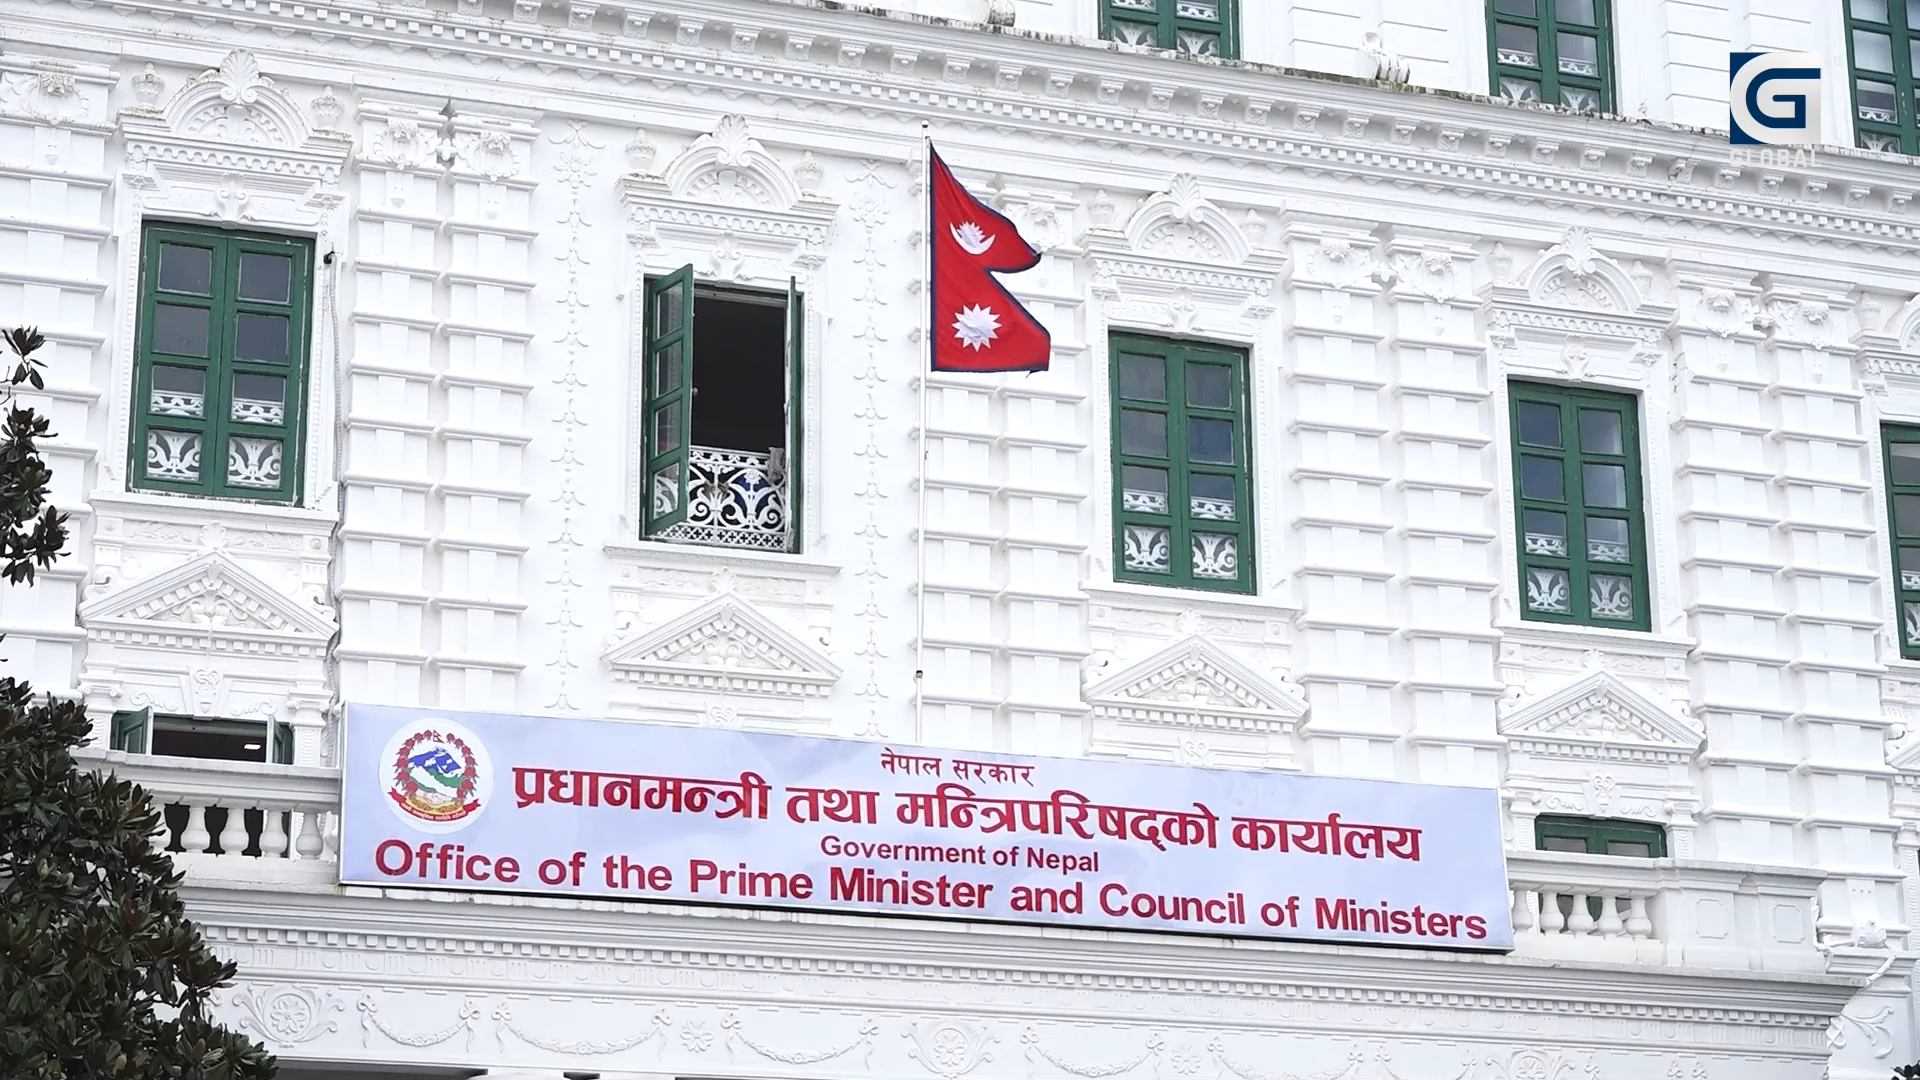 G
GLOBAL
नेपाल सरकार
प्रधानमन्त्री तथा मन्त्रिपरिषद्को कार्यालय
Government of Nepal
Office of the Prime Minister and Council of Ministers